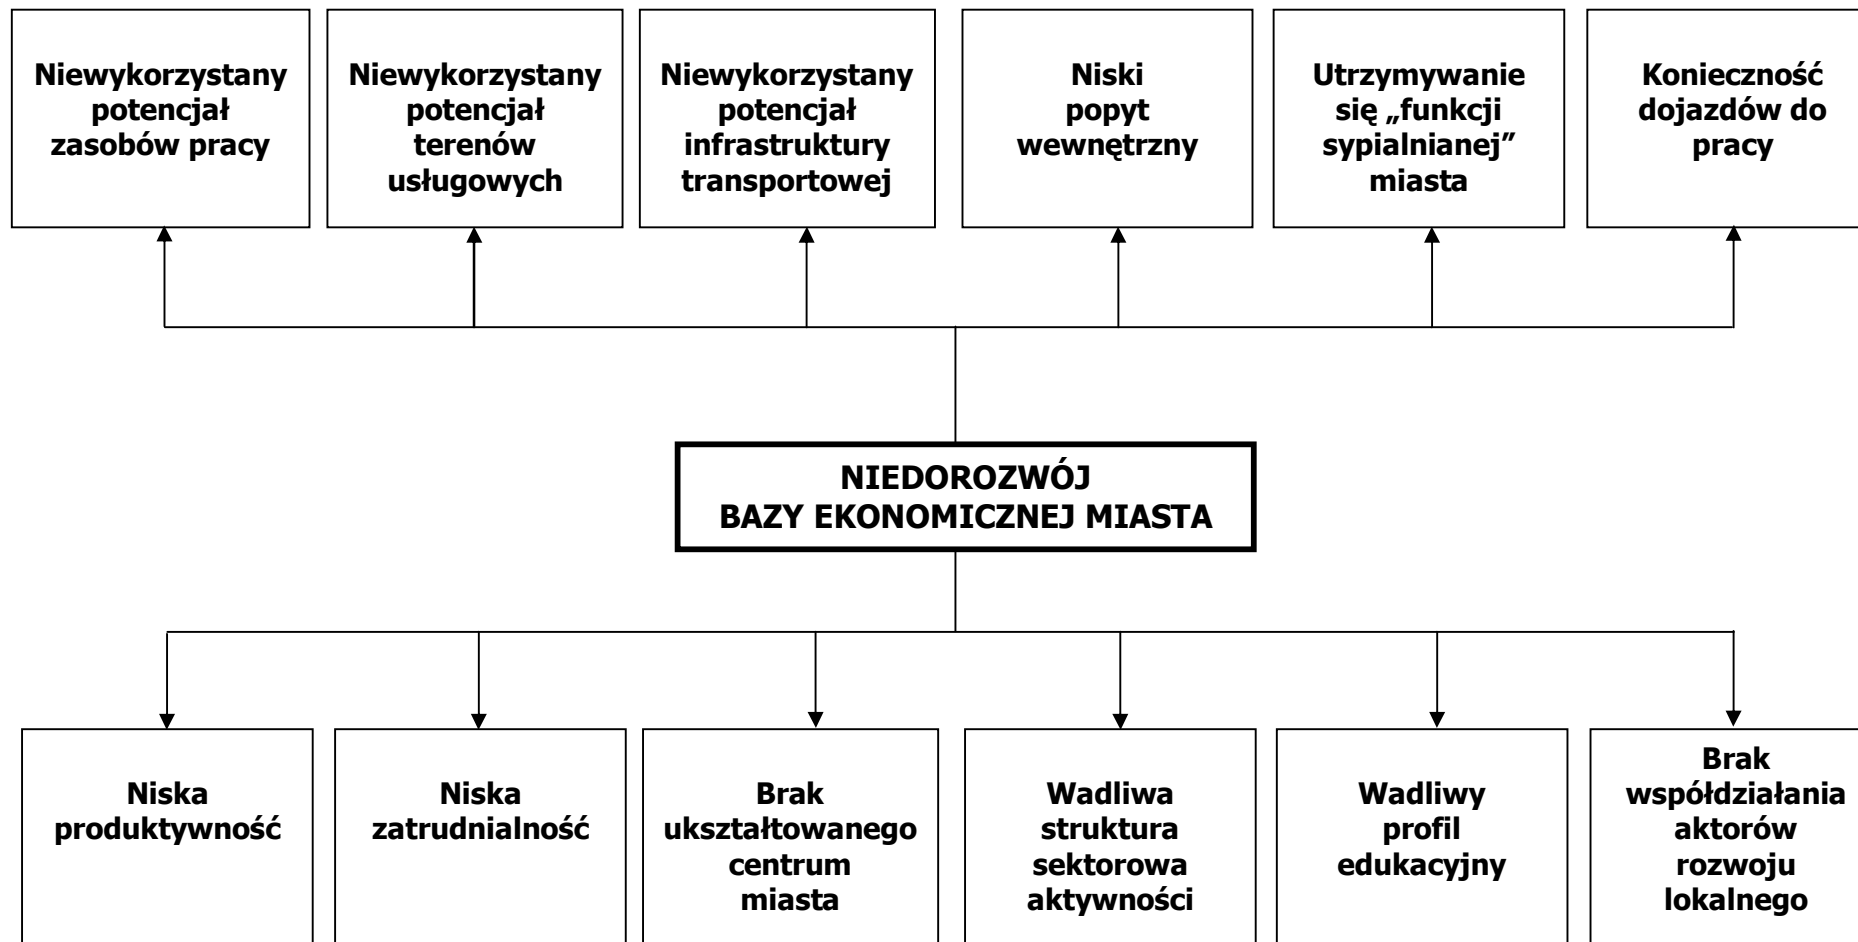 Niewykorzystany
potencjał
zasobów pracy
Niewykorzystany
potencjał
terenów
usługowych
Niewykorzystany
potencjał
infrastruktury
transportowej
Niski
popyt
wewnętrzny
Utrzymywanie
się „funkcji
sypialnianej”
miasta
Konieczność
dojazdów do
pracy
NIEDOROZWÓJ
BAZY EKONOMICZNEJ MIASTA
Niska
produktywność
Niska
zatrudnialność
Brak
ukształtowanego
centrum
miasta
Wadliwa
struktura
sektorowa
aktywności
Wadliwy
profil
edukacyjny
Brak
współdziałania
aktorów
rozwoju
lokalnego